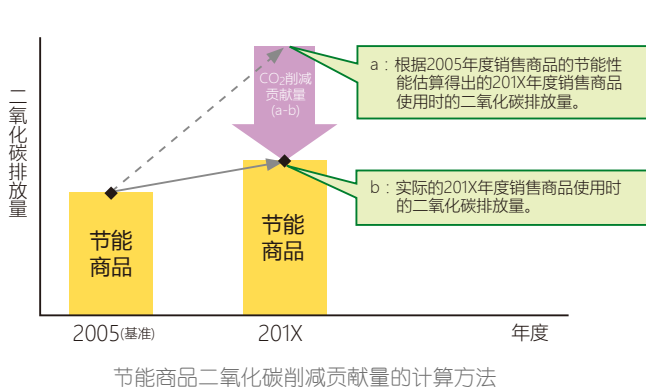 二氧化碳排放量
CO₂削减
贡献量
(a-b)
a：根据2005年度销售商品的节能性
能估算得出的201X年度销售商品
使用时的二氧化碳排放量。
b：实际的201X年度销售商品使用时
的二氧化碳排放量。
节能
商品
节能
商品
2005(基准)
201X
年度
节能商品二氧化碳削减贡献量的计算方法